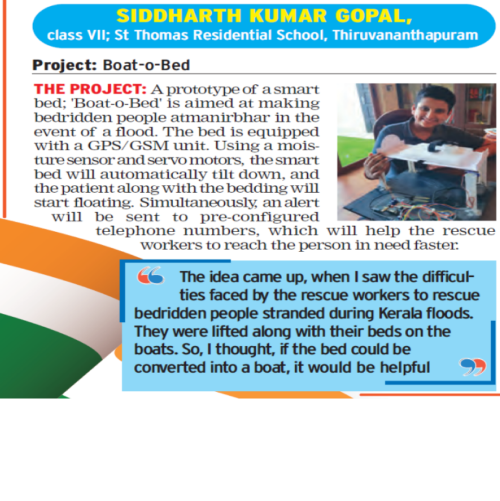 SIDDHARTH KUMAR GOPAL,
class VII; St Thomas Residential School, Thiruvananthapuram
Project: Boat-o-Bed
THE PROJECT: A prototype of a smart
bed; 'Boat-o-Bed' is aimed at making
bedridden people atmanirbhar in the
event of a flood. The bed is equipped
with a GPS/GSM unit. Using a mois-
ture sensor and servo motors, the smart
bed will automatically tilt down, and
the patient along with the bedding will
start floating. Simultaneously, an alert
will be sent to pre-configured
telephone numbers, which will help the rescue
workers to reach the person in need faster.
“ The idea came up, when I saw the difficul-
ties faced by the rescue workers to rescue
bedridden people stranded during Kerala floods.
They were lifted along with their beds on the
boats. So, I thought, if the bed could be
converted into a boat, it would be helpful ”